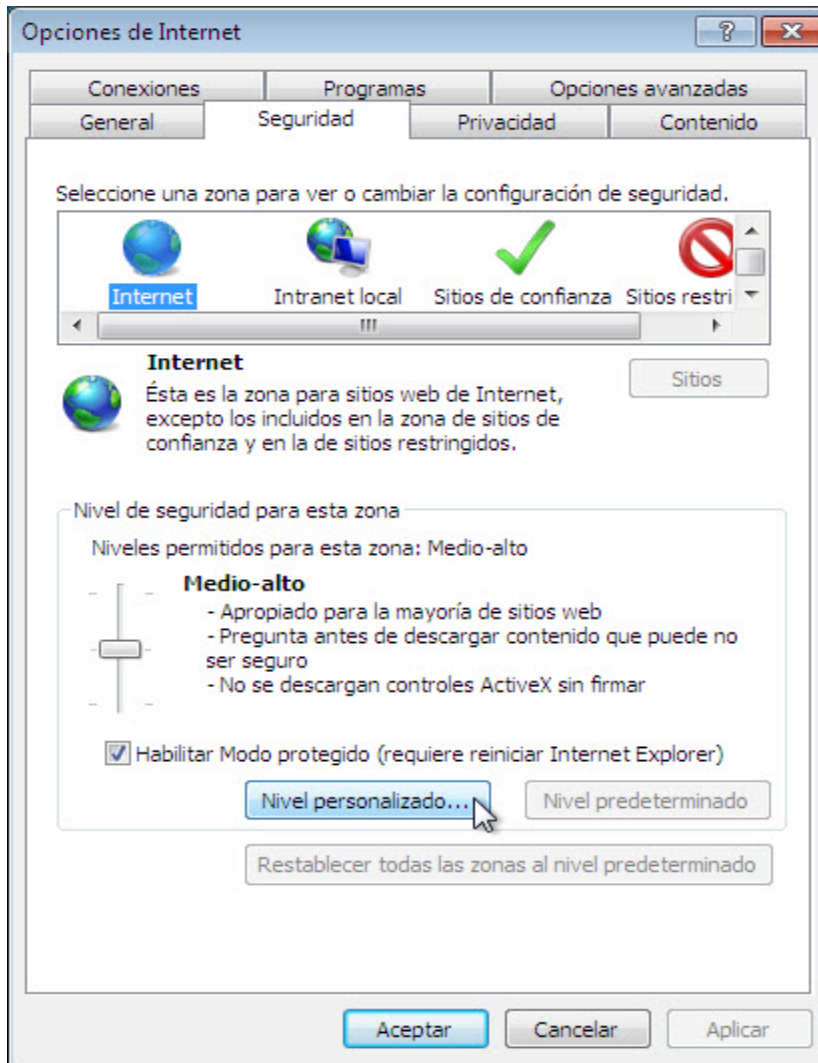 Opciones de Internet
Conexiones Programas Opciones avanzadas
General Seguridad Privacidad Contenido
Seleccione una zona para ver o cambiar la configuración de seguridad.
Internet Intranet local Sitios de confianza Sitios restri
Internet
Sitios
Ésta es la zona para sitios web de Internet,
excepto los incluidos en la zona de sitios de
confianza y en la de sitios restringidos.
Nivel de seguridad para esta zona
Niveles permitidos para esta zona: Medio-alto
Medio-alto
- Apropiado para la mayoría de sitios web
- Pregunta antes de descargar contenido que puede no
ser seguro
- No se descargan controles ActiveX sin firmar
Habilitar Modo protegido (requiere reiniciar Internet Explorer)
Nivel personalizado... Nivel predeterminado
Restablecer todas las zonas al nivel predeterminado
Aceptar Cancelar Aplicar